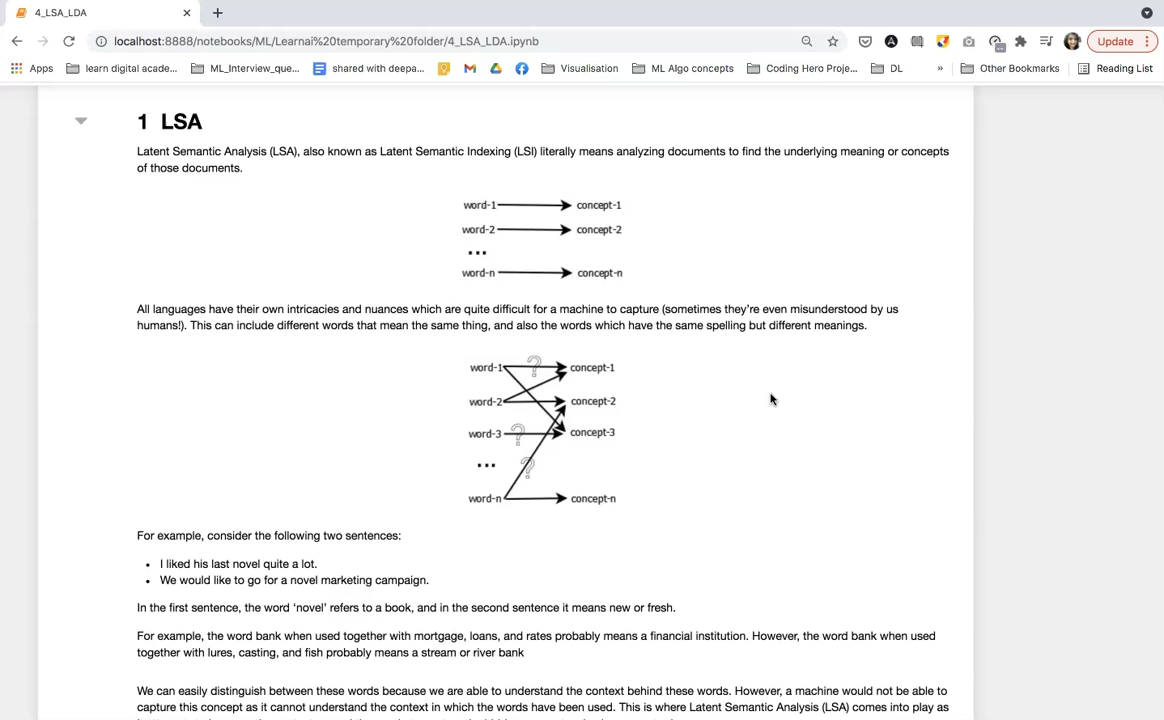 4_LSA_LDA
localhost:8888/notebooks/ML/Learnai%20temporary%20folder/4_LSA_LDA.ipynb
Update
Apps learn digital acade... ML_Interview_que... shared with deepa... Visualisation ML Algo concepts Coding Hero Proje... DL » Other Bookmarks Reading List
1 LSA
Latent Semantic Analysis (LSA), also known as Latent Semantic Indexing (LSI) literally means analyzing documents to find the underlying meaning or concepts
of those documents.
word-1 concept-1
word-2 concept-2
...
word-n concept-n
All languages have their own intricacies and nuances which are quite difficult for a machine to capture (sometimes they're even misunderstood by us
humans!). This can include different words that mean the same thing, and also the words which have the same spelling but different meanings.
word-1 ? concept-1
word-2 concept-2
word-3 ? concept-3
... ?
word-n concept-n
For example, consider the following two sentences:
• I liked his last novel quite a lot.
• We would like to go for a novel marketing campaign.
In the first sentence, the word ‘novel’ refers to a book, and in the second sentence it means new or fresh.
For example, the word bank when used together with mortgage, loans, and rates probably means a financial institution. However, the word bank when used
together with lures, casting, and fish probably means a stream or river bank
We can easily distinguish between these words because we are able to understand the context behind these words. However, a machine would not be able to
capture this concept as it cannot understand the context in which the words have been used. This is where Latent Semantic Analysis (LSA) comes into play as